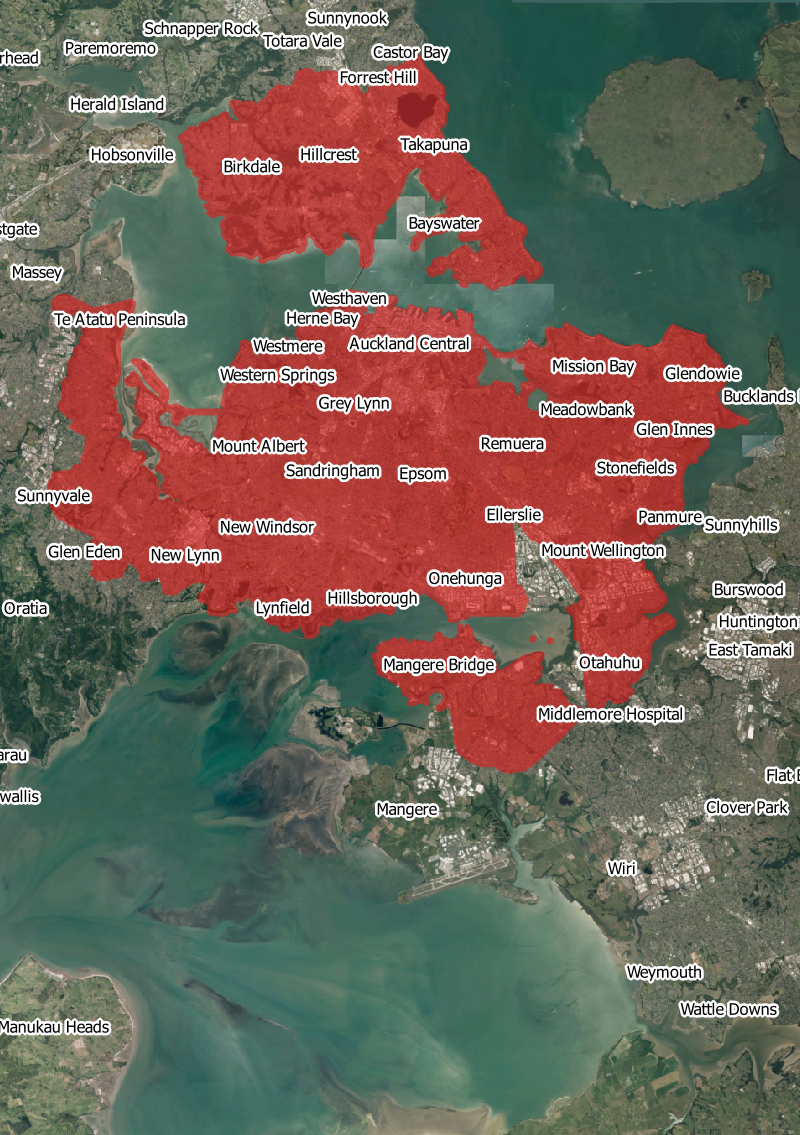 Sunnynook
Schnapper Rock
Totara Vale
Paremoremo
Castor Bay
rhead
Forrest Hill
Herald Island
Takapuna
Hobsonville
Hillcrest
Birkdale
Bayswater
stgate
Massey
Westhaven
Te Atatu Peninsula
Herne Bay
Westmere
Auckland Central
Mission Bay
Western Springs
Glendowie
Bucklands
Grey Lynn
Meadowbank
Glen Innes
Mount Albert
Remuera
Sandringham
Epsom
Stonefields
Sunnyvale
Ellerslie
Panmure
Sunnyhills
New Windsor
Glen Eden
New Lynn
Mount Wellington
Onehunga
Burswood
Hillsborough
Lynfield
Oratia
Huntington
East Tamaki
Mangere Bridge
Otahuhu
Middlemore Hospital
arau
Flat
wallis
Mangere
Clover Park
Wiri
Weymouth
Wattle Downs
Manukau Heads